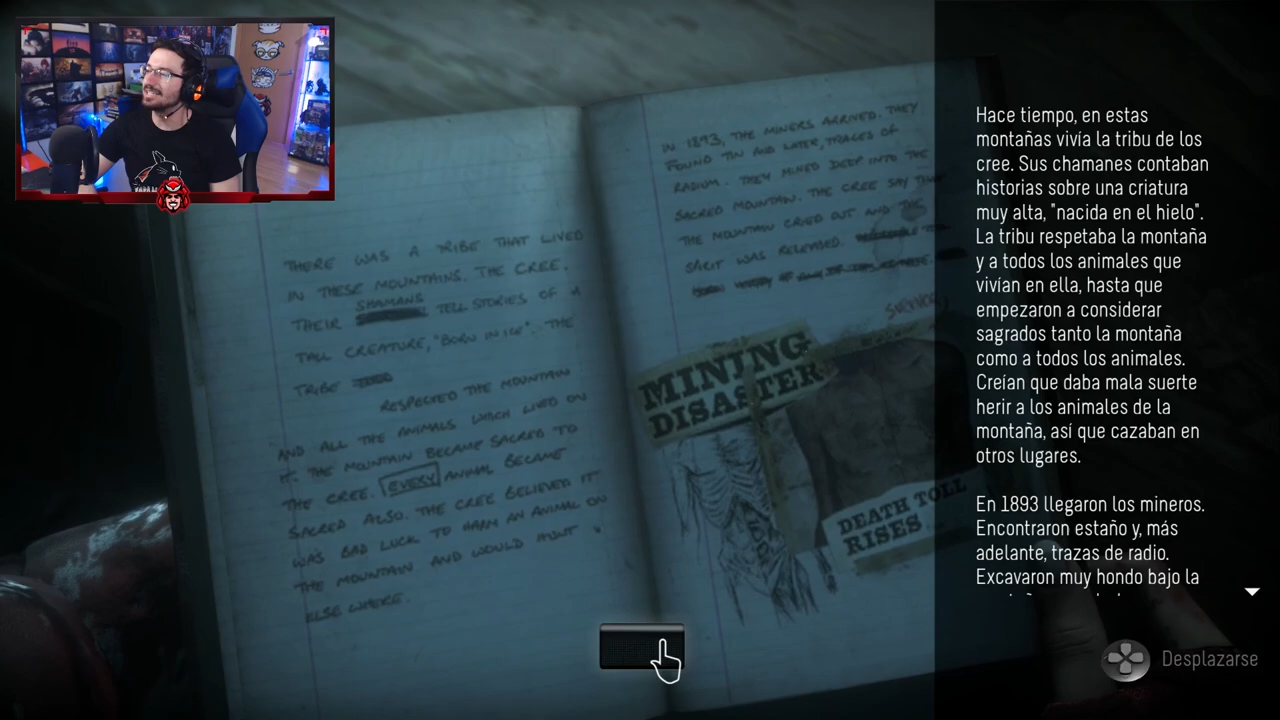 THERE WAS A TRIBE THAT LIVED
IN THESE MOUNTAINS. THE CREE.
SHAMANS
THEIR TELL STORIES OF A
TALL CREATURE, "BORN IN ICE". THE
TRIBE
RESPECTED THE MOUNTAIN
AND ALL THE ANIMALS WHICH LIVED ON
IT. THE MOUNTAIN BECAME SACRED TO
THE CREE. EVERY ANIMAL BECAME
SACRED ALSO. THE CREE BELIEVED IT
WAS BAD LUCK TO HARM AN ANIMAL ON
THE MOUNTAIN AND WOULD HUNT
ELSE WHERE.
IN 1893, THE MINERS ARRIVED. THEY
FOUND TIN AND LATER, TRACES OF
RADIUM. THEY MINED DEEP INTO THE
SACRED MOUNTAIN. THE CREE SAY THAT
THE MOUNTAIN CRIED OUT AND THE
SPIRIT WAS RELEASED.
MINING
DISASTER
DEATH TOLL
RISES
Hace tiempo, en estas
montañas vivía la tribu de los
cree. Sus chamanes contaban
historias sobre una criatura
muy alta, "nacida en el hielo".
La tribu respetaba la montaña
y a todos los animales que
vivían en ella, hasta que
empezaron a considerar
sagrados tanto la montaña
como a todos los animales.
Creían que daba mala suerte
herir a los animales de la
montaña, así que cazaban en
otros lugares.
En 1893 llegaron los mineros.
Encontraron estaño y, más
adelante, trazas de radio.
Excavaron muy hondo bajo la
Desplazarse